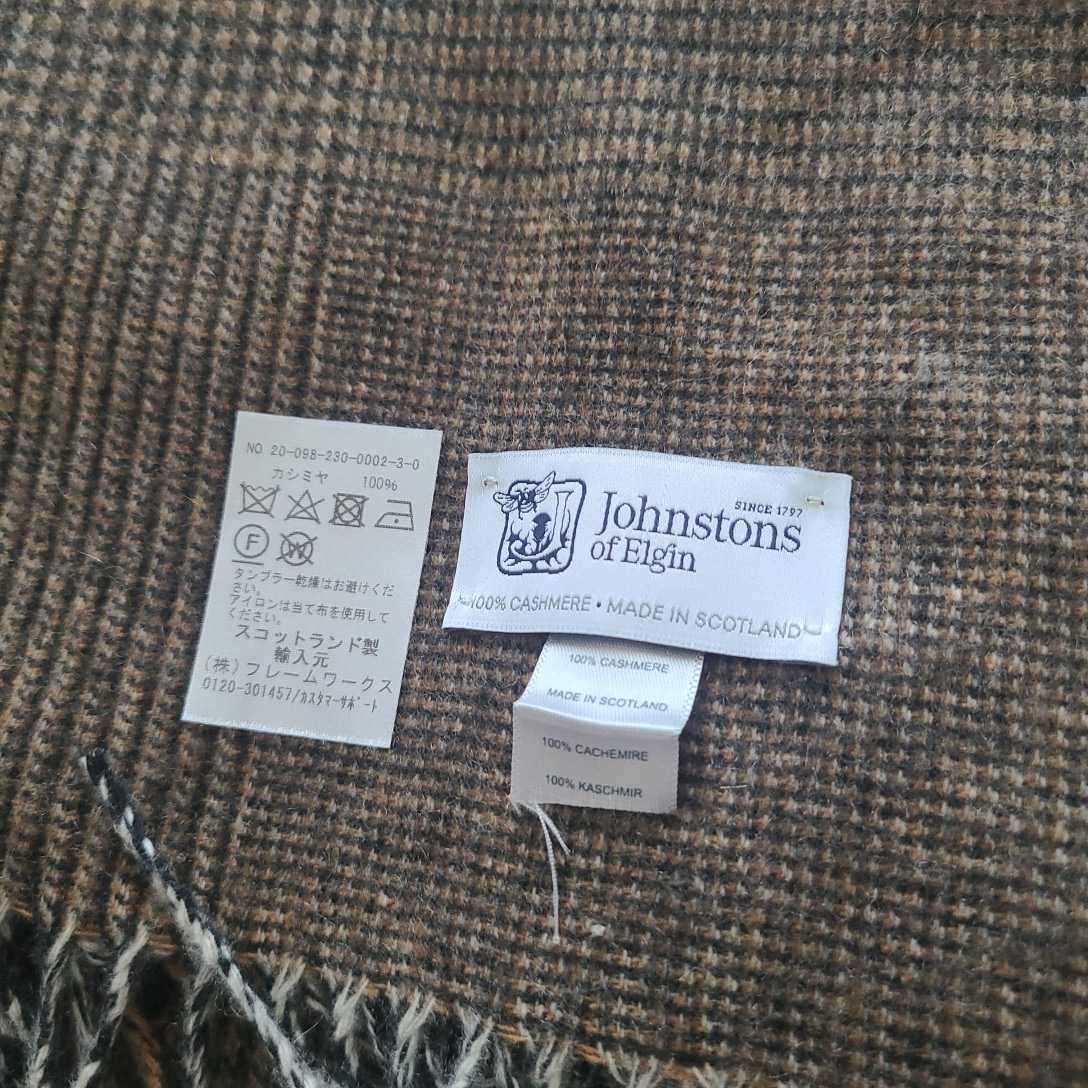 NO. 20-098-230-0002-3-0
カシミヤ 100%
F
W
タンブラー乾燥はお避けくだ
さい。
アイロンは当て布を使用して
ください。
スコットランド製
輸入元
(株)フレームワークス
0120-301457/カスタマーサポート
SINCE 1797
Johnstons
of Elgin
100% CASHMERE • MADE IN SCOTLAND
100% CASHMERE
MADE IN SCOTLAND
100% CACHEMIRE
100% KASCHMIR